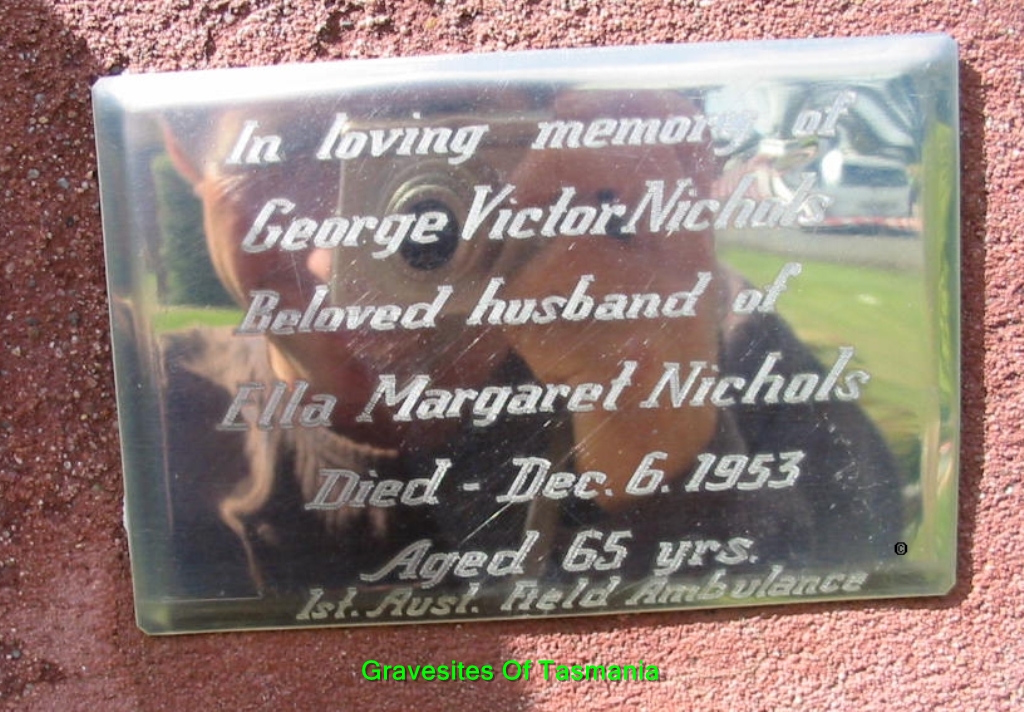 In loving memory of
George Victor Nichols
Beloved husband of
Ella Margaret Nichols
Died - Dec. 6. 1953
Aged 65 yrs.
1st. Aust. Field Ambulance
©
Gravesites Of Tasmania